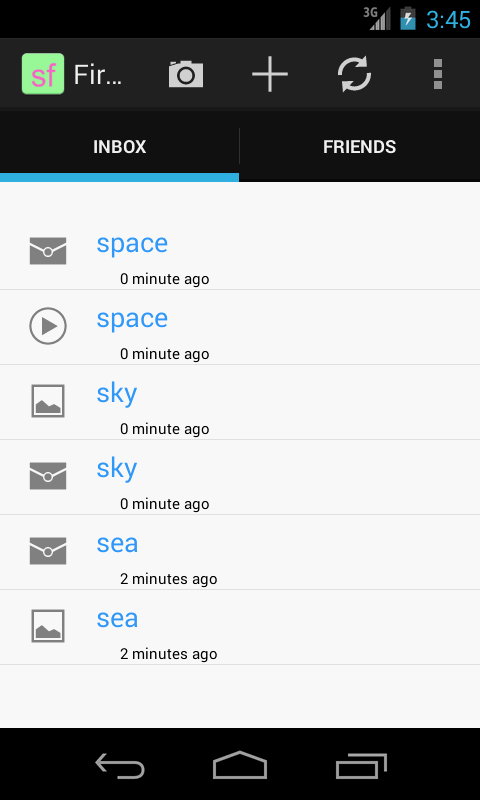 3G
3:45
sf
Fir...
INBOX
FRIENDS
space
0 minute ago
space
0 minute ago
sky
0 minute ago
sky
0 minute ago
sea
2 minutes ago
sea
2 minutes ago